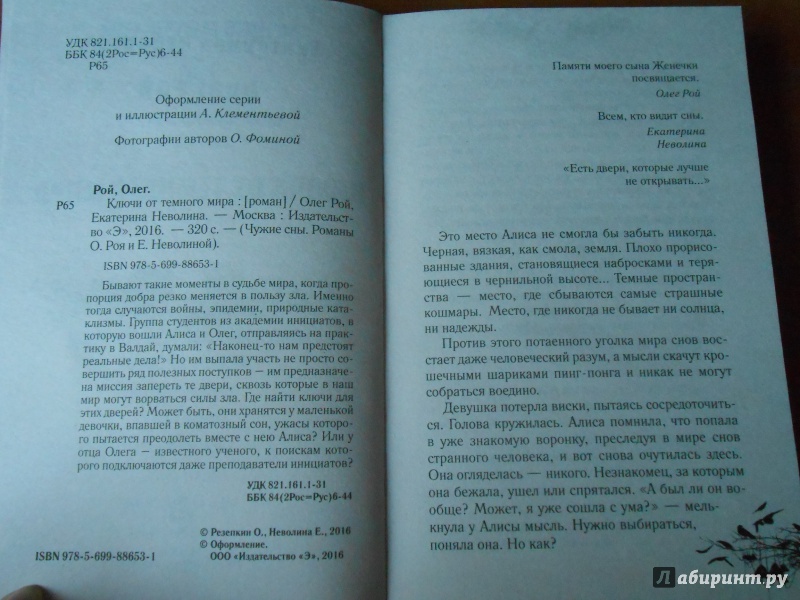 УДК 821.161.1-31
ББК 84(2Рос=Рус)6-44
Р65
Оформление серии
и иллюстрации А. Клементьевой
Фотографии авторов О. Фоминой
Рой, Олег.
Р65 Ключи от темного мира : [роман] / Олег Рой,
Екатерина Неволина. — Москва : Издательст-
во «Э», 2016. — 320 с. — (Чужие сны. Романы
О. Роя и Е. Неволиной).
ISBN 978-5-699-88653-1
Бывают такие моменты в судьбе мира, когда про-
порция добра резко меняется в пользу зла. Именно
тогда случаются войны, эпидемии, природные ката-
клизмы. Группа студентов из академии инициатов, в
которую вошли Алиса и Олег, отправляясь на прак-
тику в Валдай, думали: «Наконец-то нам предстоят
реальные дела!» Но им выпала участь не просто со-
вершить ряд полезных поступков — им предназначе-
на миссия запереть те двери, сквозь которые в наш
мир могут ворваться силы зла. Где найти ключи для
этих дверей? Может быть, они хранятся у маленькой
девочки, впавшей в коматозный сон, ужасы которо-
го пытается преодолеть вместе с нею Алиса? Или у
отца Олега – известного ученого, к поискам кото-
рого подключаются даже преподаватели инициатов?
УДК 821.161.1-31
ББК 84(2Рос=Рус)6-44
© Резепкин О., Неволина Е., 2016
© Оформление.
ISBN 978-5-699-88653-1 ООО «Издательство «Э», 2016
Памяти моего сына Женечки
посвящается.
Олег Рой
Всем, кто видит сны.
Екатерина
Неволина
«Есть двери, которые лучше
не открывать...»
Это место Алиса не смогла бы забыть никогда.
Черная, вязкая, как смола, земля. Плохо прорисо-
ванные здания, становящиеся набросками и теря-
ющиеся в чернильной высоте... Темные простран-
ства — место, где сбываются самые страшные
кошмары. Место, где никогда не бывает ни солнца,
ни надежды.
Против этого потаенного уголка мира снов вос-
стает даже человеческий разум, а мысли скачут кро-
шечными шариками пинг-понга и никак не могут
собраться воедино.
Девушка потерла виски, пытаясь сосредоточить-
ся. Голова кружилась. Алиса помнила, что попала
в уже знакомую воронку, преследуя в мире снов
странного человека, и вот снова очутилась здесь.
Она огляделась — никого. Незнакомец, за которым
она бежала, ушел или спрятался. «А был ли он во-
обще? Может, я уже сошла с ума?» — мель-
кнула у Алисы мысль. Нужно выбираться,
поняла она. Но как?
Лабиринт.ру